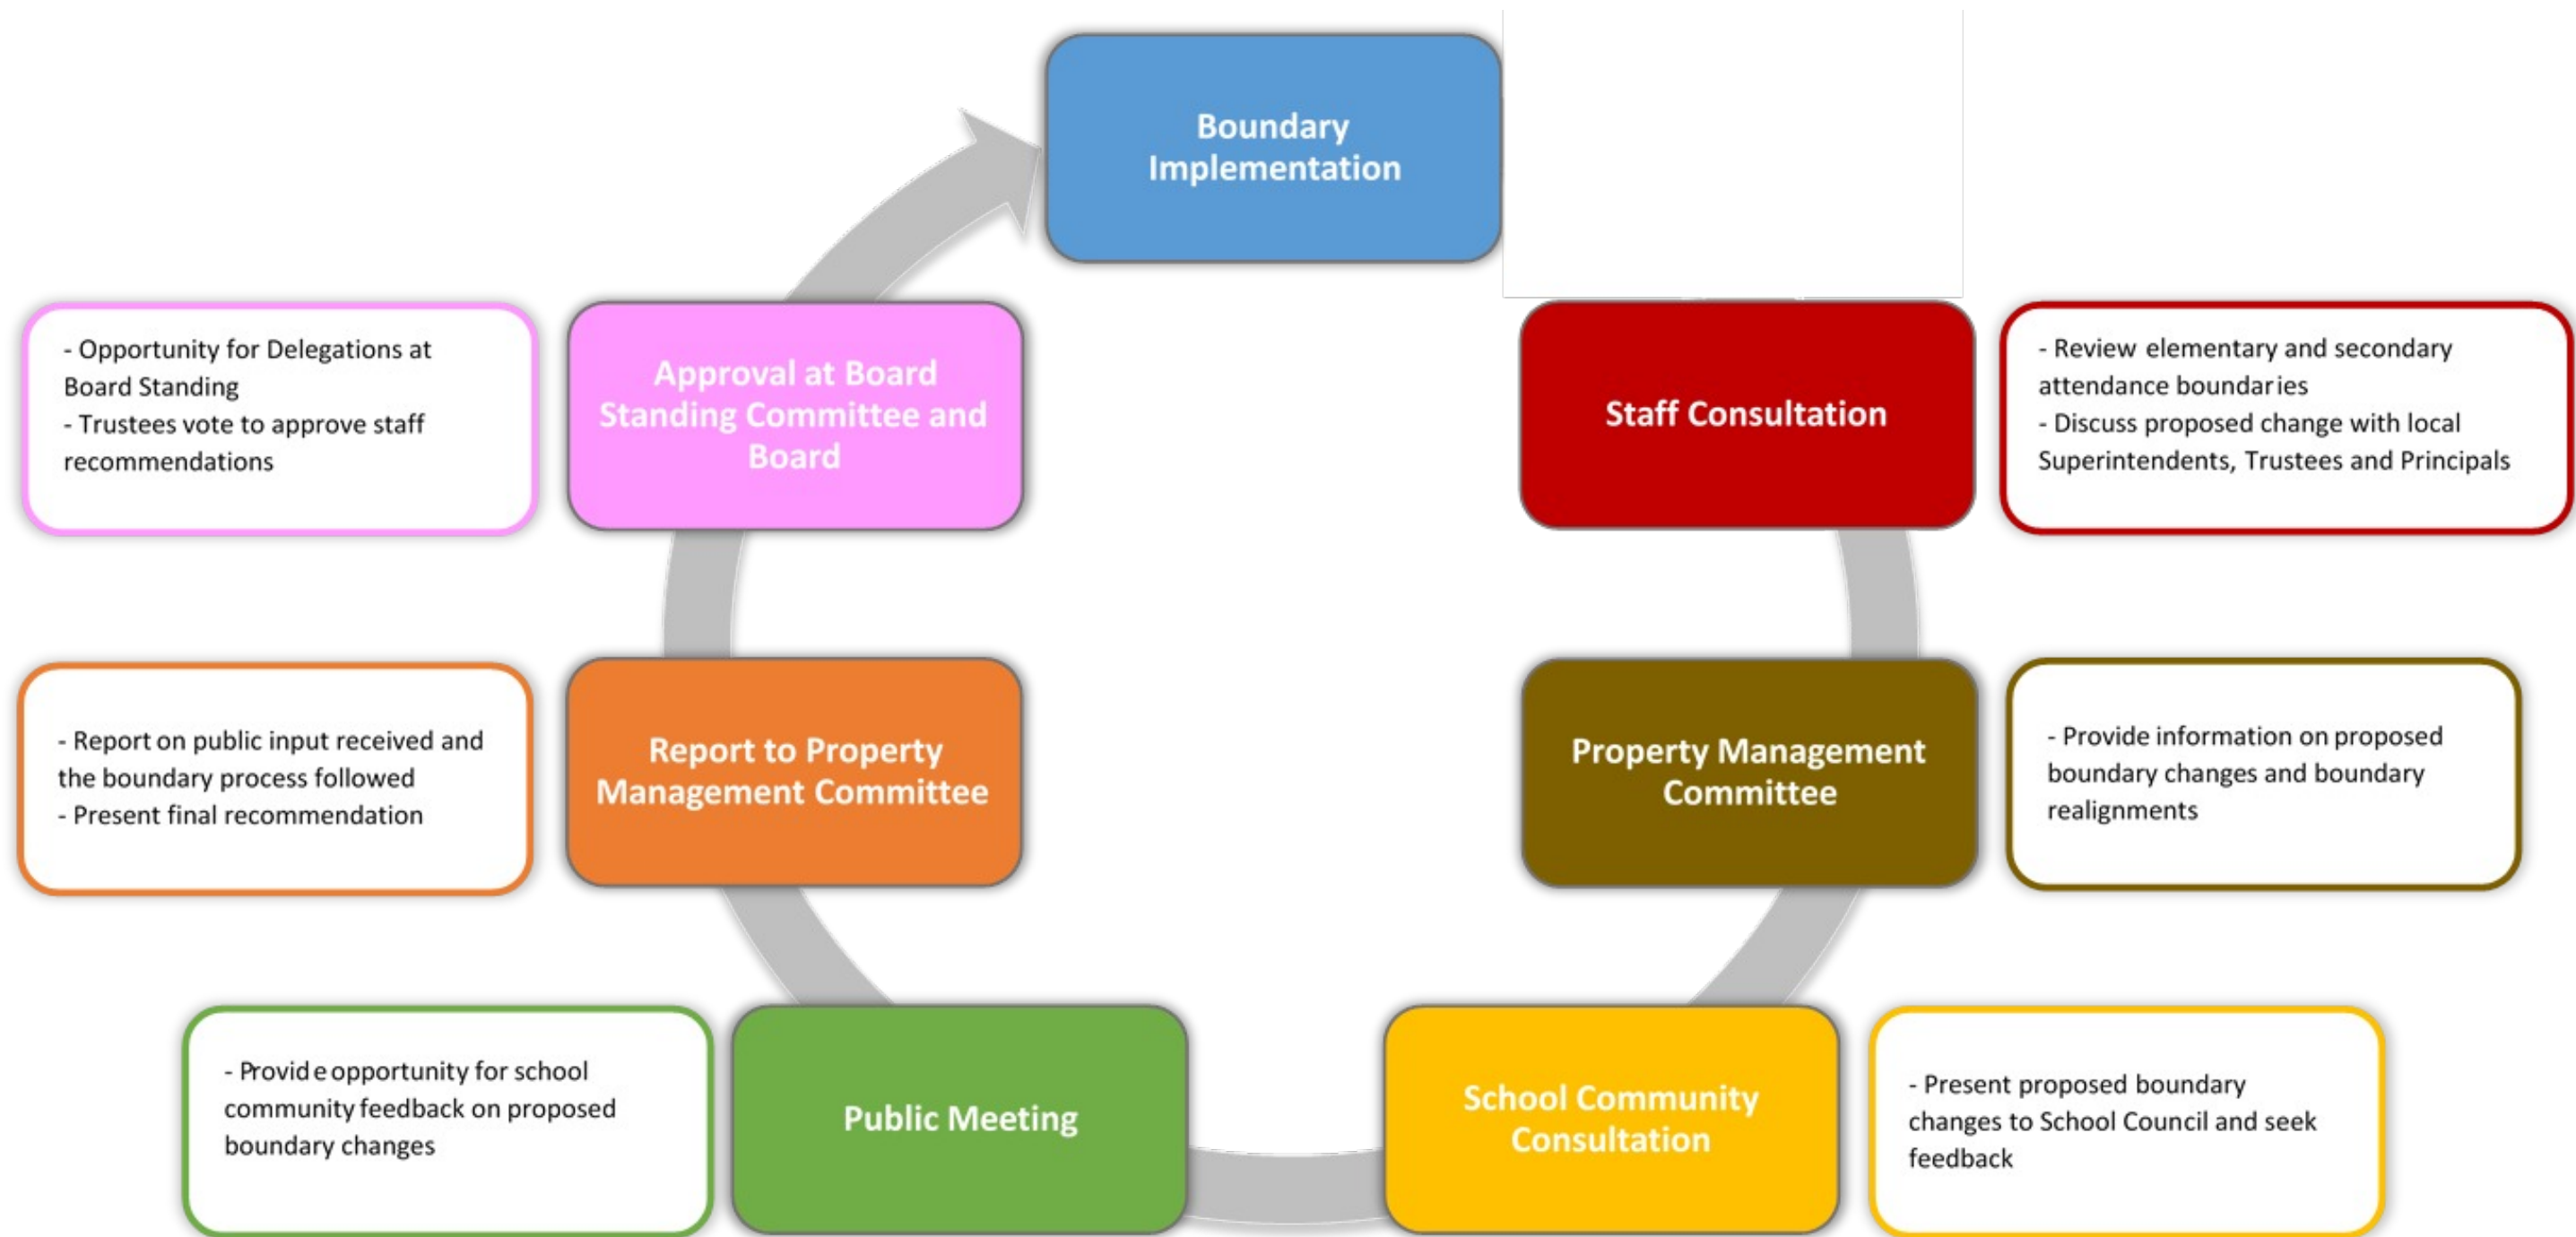 Boundary
Implementation
- Opportunity for Delegations at
Board Standing
- Trustees vote to approve staff
recommendations
Approval at Board
Standing Committee and
Board
Staff Consultation
- Review elementary and secondary
attendance boundaries
- Discuss proposed change with local
Superintendents, Trustees and Principals
- Report on public input received and
the boundary process followed
- Present final recommendation
Report to Property
Management Committee
Property Management
Committee
- Provide information on proposed
boundary changes and boundary
realignments
- Provide opportunity for school
community feedback on proposed
boundary changes
Public Meeting
School Community
Consultation
- Present proposed boundary
changes to School Council and seek
feedback